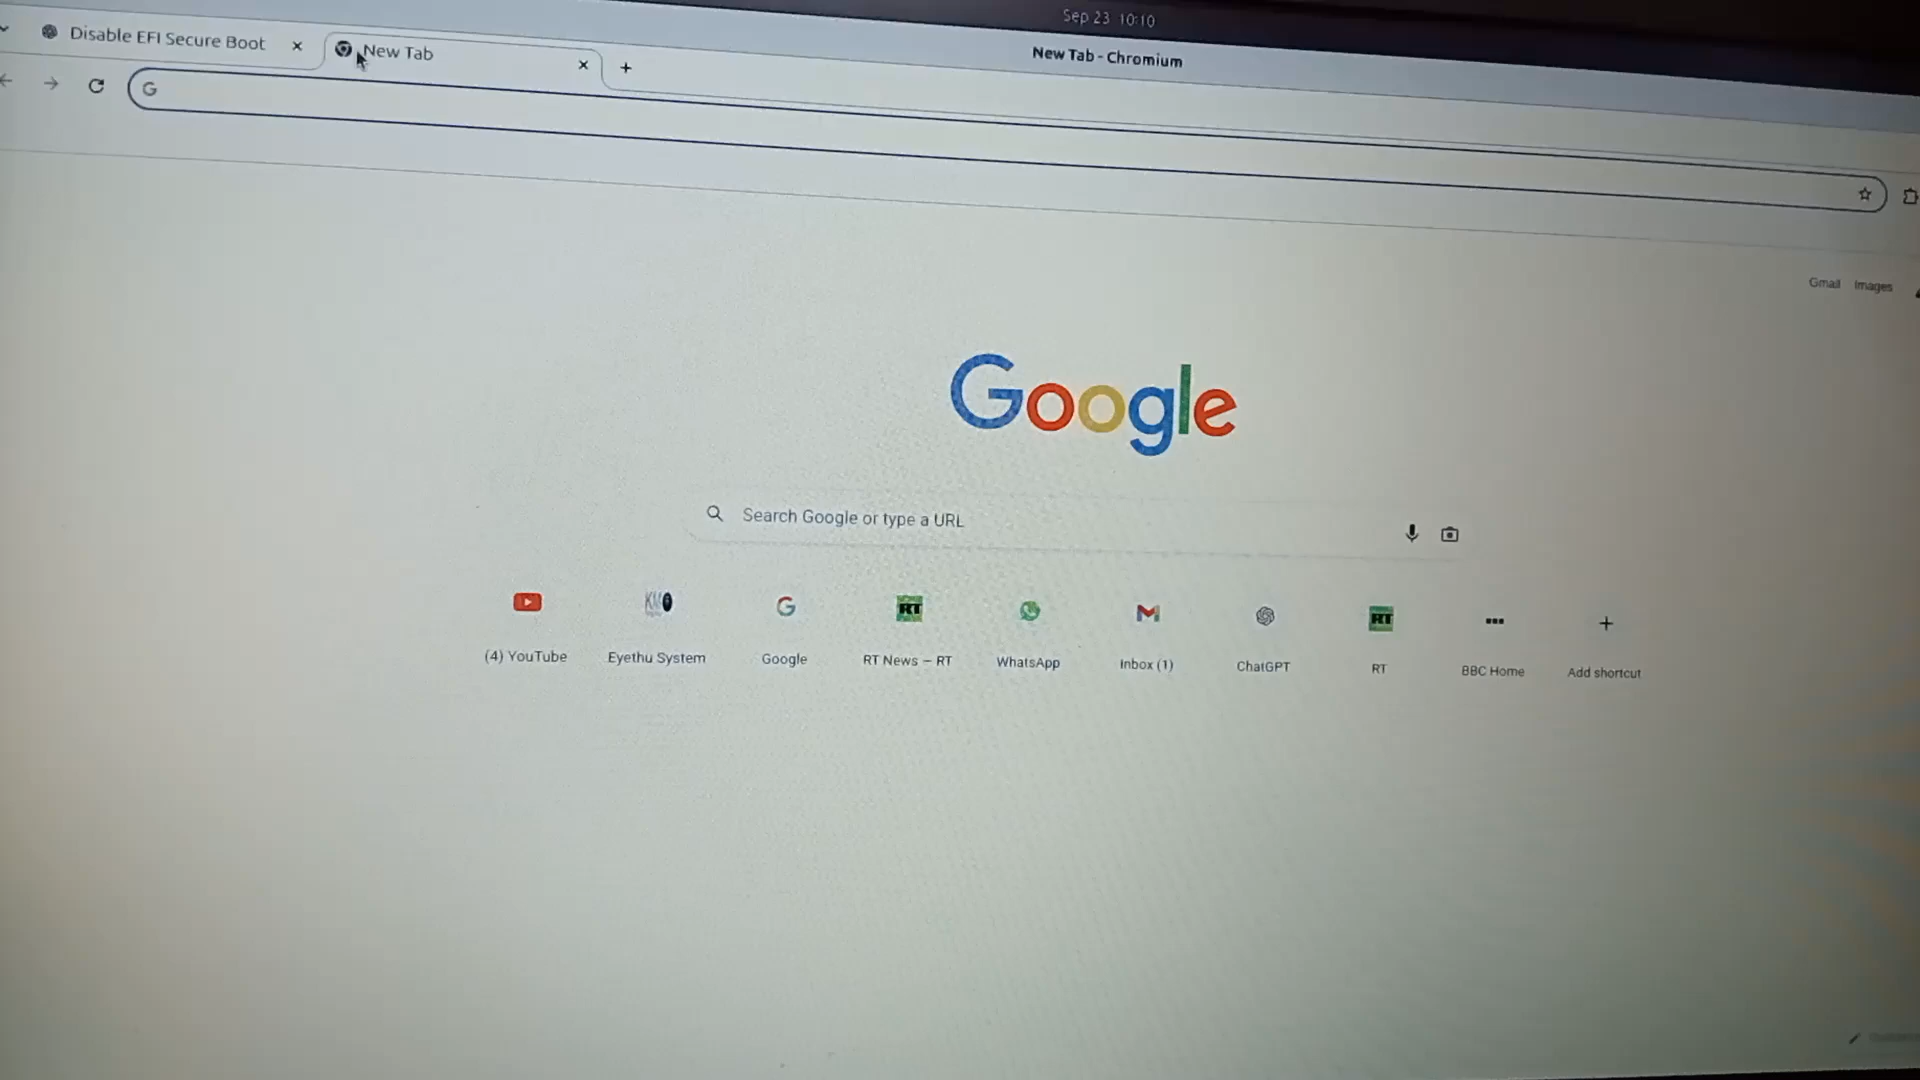 Sep 23 10:10
New Tab - Chromium
Disable EFI Secure Boot
New Tab
G
Gmail Images
Google
Search Google or type a URL
(4) YouTube
Eyethu System
Google
RT News – RT
WhatsApp
Inbox (1)
ChatGPT
RT
BBC Home
Add shortcut